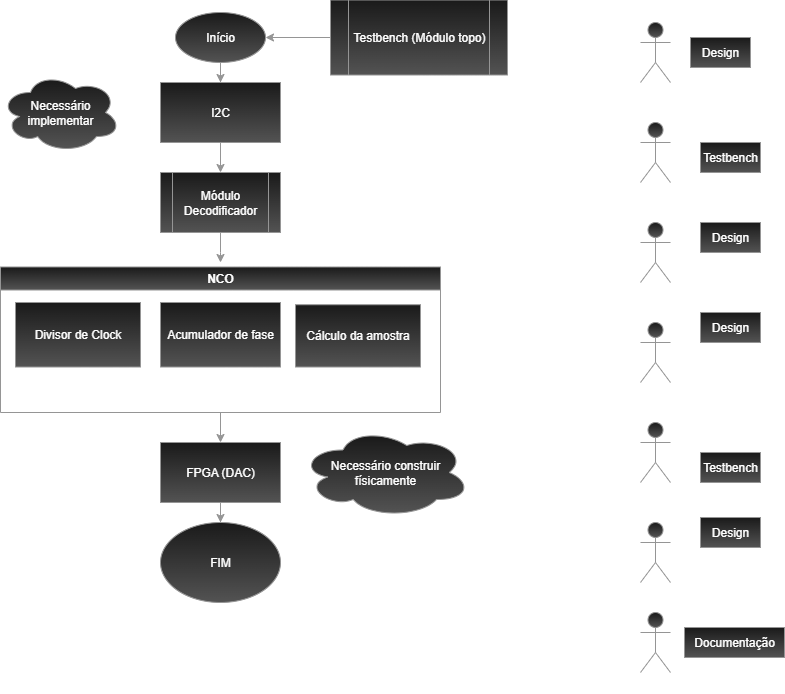 Início
Testbench (Módulo topo)
Necessário
implementar
I2C
Módulo
Decodificador
NCO
Divisor de Clock
Acumulador de fase
Cálculo da amostra
FPGA (DAC)
Necessário construir
físicamente
FIM
Design
Testbench
Design
Design
Testbench
Design
Documentação